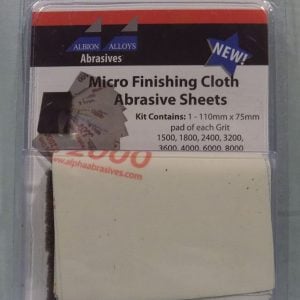 ALBION ALLOYS
Abrasives
NEW!
Micro Finishing Cloth
Abrasive Sheets
Kit Contains: 1 - 110mm x 75mm
pad of each Grit
1500, 1800, 2400, 3200,
3600, 4000, 6000, 8000
2000
www.alphaabrasives.com